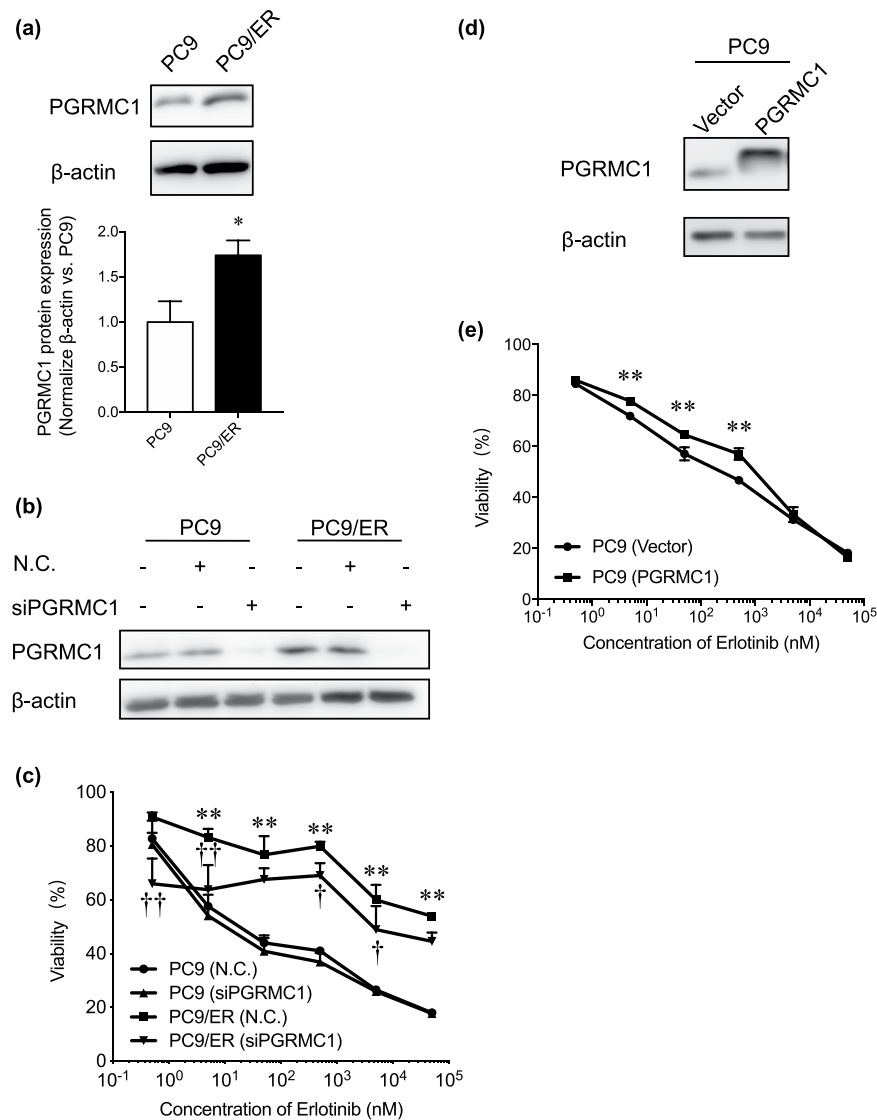 (a)
PC9
PC9/ER
PGRMC1
β-actin
PGRMC1 protein expression
(Normalize β-actin vs. PC9)
2.0
1.5
1.0
0.5
0.0
*
PC9
PC9/ER
(b)
PC9 PC9/ER
N.C. - + - - + -
siPGRMC1 - - + - - +
PGRMC1
β-actin
(c)
Viability (%)
100
80
60
40
20
0
** ** ** ** **
†† †† † †
PC9 (N.C.)
PC9 (siPGRMC1)
PC9/ER (N.C.)
PC9/ER (siPGRMC1)
10-1 100 101 102 103 104 105
Concentration of Erlotinib (nM)
(d)
PC9
Vector
PGRMC1
PGRMC1
β-actin
(e)
Viability (%)
100
80
60
40
20
0
** ** **
PC9 (Vector)
PC9 (PGRMC1)
10-1 100 101 102 103 104 105
Concentration of Erlotinib (nM)